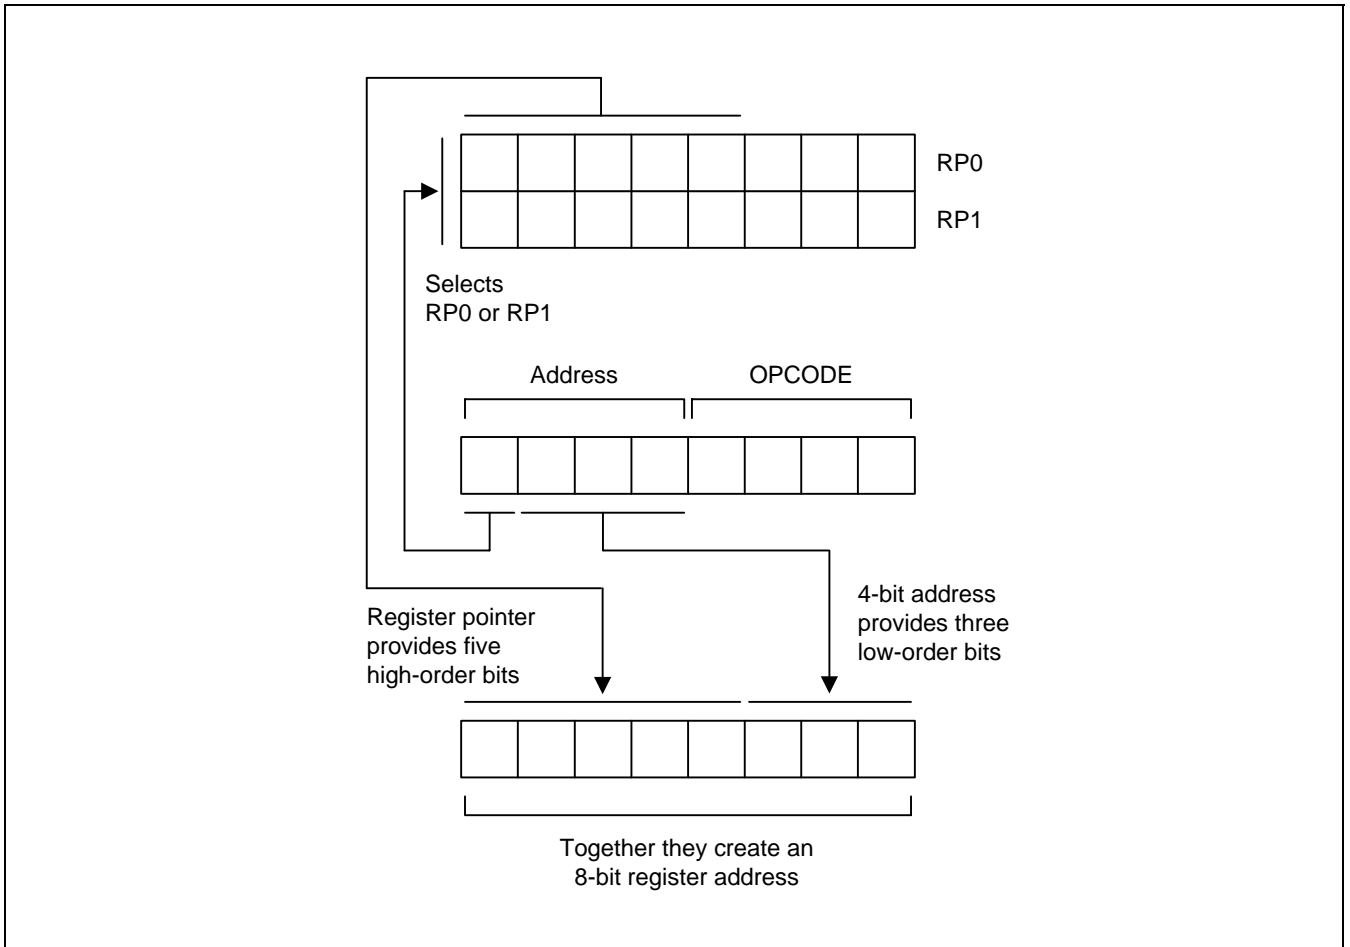 RP0
RP1
Selects
RP0 or RP1
Address
OPCODE
Register pointer
provides five
high-order bits
4-bit address
provides three
low-order bits
Together they create an
8-bit register address